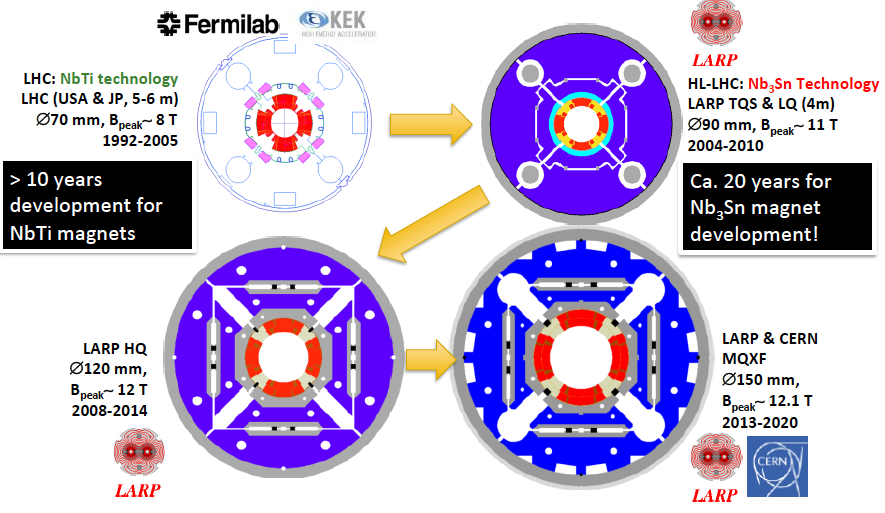 Fermilab
KEK
HIGH ENERGY ACCELERATOR
LHC: NbTi technology
LHC (USA & JP, 5-6 m)
∅70 mm, Bpeak~ 8 T
1992-2005
> 10 years
development for
NbTi magnets
LARP
HL-LHC: Nb3Sn Technology
LARP TQS & LQ (4m)
∅90 mm, Bpeak~ 11 T
2004-2010
Ca. 20 years for
Nb3Sn magnet
development!
LARP HQ
∅120 mm,
Bpeak~ 12 T
2008-2014
LARP
LARP & CERN
MQXF
∅150 mm,
Bpeak~ 12.1 T
2013-2020
LARP
CERN